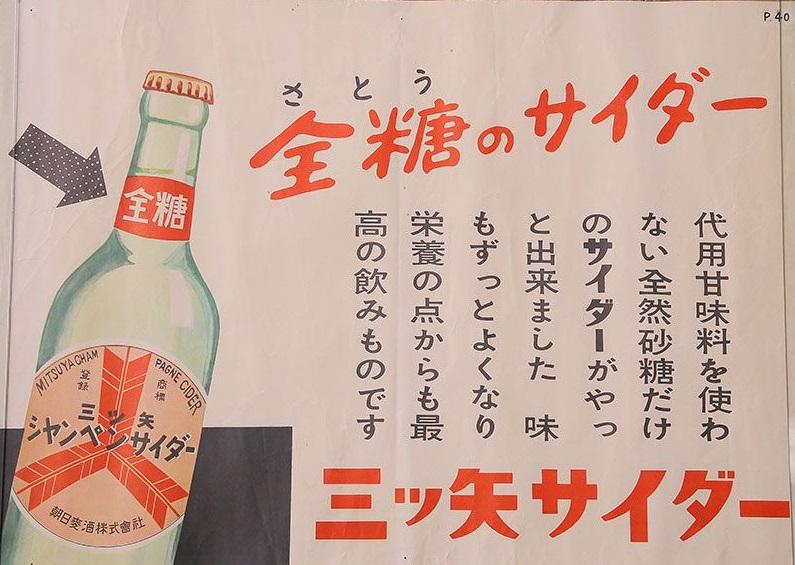 P.40
さとう
全糖のサイダー
代用甘味料を使わ
ない全然砂糖だけ
のサイダーがやっ
と出来ました 味
もずっとよくなり
栄養の点からも最
高の飲みものです
三ッ矢サイダー
全糖
MITSUYA CHAM PAGNE CIDER
登録 商標
三ッ矢
シャンペンサイダー
朝日麥酒株式會社